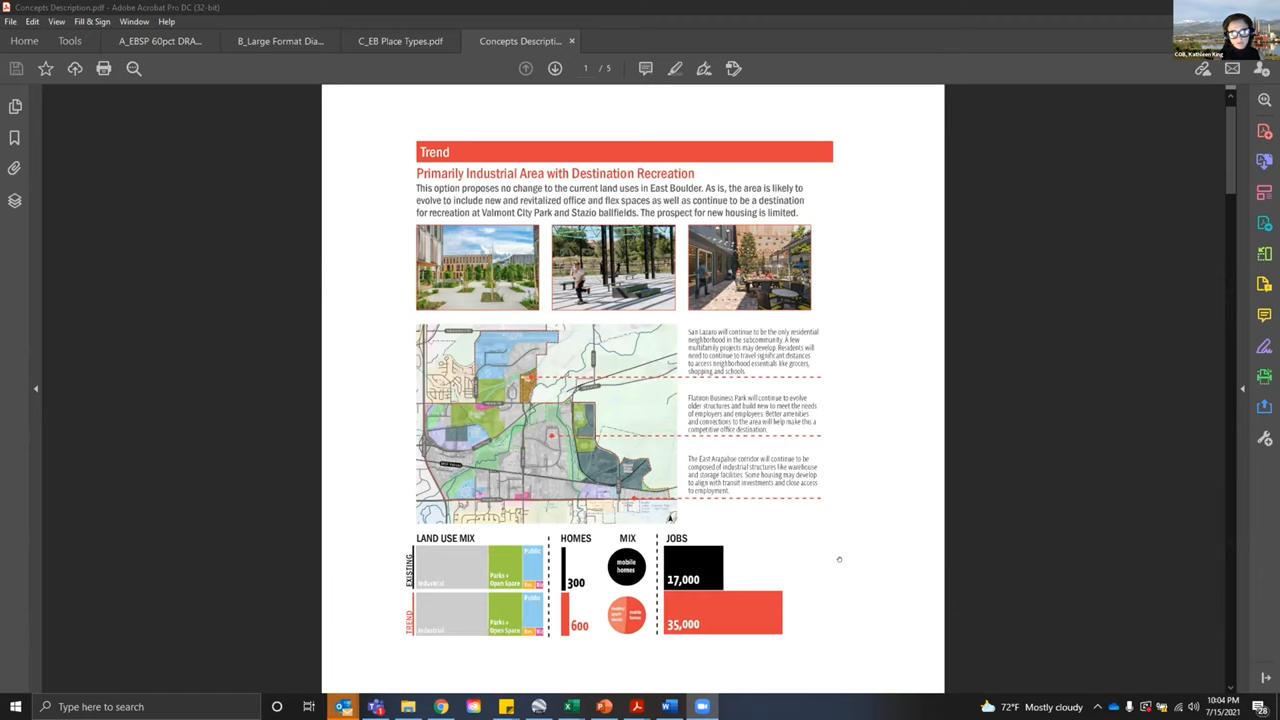 Concepts Description.pdf - Adobe Acrobat Pro DC (32-bit)
File Edit View Fill & Sign Window Help
Home Tools A_EBSP 60pct DRA... B_Large Format Dia... C_EB Place Types.pdf Concepts Descripti... ×
1 / 5
COB, Kathleen King
Trend
Primarily Industrial Area with Destination Recreation
This option proposes no change to the current land uses in East Boulder. As is, the area is likely to
evolve to include new and revitalized office and flex spaces as well as continue to be a destination
for recreation at Valmont City Park and Stazio ballfields. The prospect for new housing is limited.
San Lazaro will continue to be the only residential
neighborhood in the subcommunity. A few
multifamily projects may develop. Residents will
need to continue to travel significant distances
to access neighborhood essentials like grocers,
shopping and schools.
Flatiron Business Park will continue to evolve
older structures and build new to meet the needs
of employers and employees. Better amenities
and connections to the area will help make this a
competitive office destination.
The East Arapahoe corridor will continue to be
composed of industrial structures like warehouse
and storage facilities. Some housing may develop
to align with transit investments and close access
to employment.
LAND USE MIX HOMES MIX JOBS
EXISTING
Industrial
Parks +
Open Space
Public
300
mobile
homes
17,000
TREND
Industrial
Parks +
Open Space
Public
600
mobile
homes
35,000
Type here to search
72°F Mostly cloudy
10:04 PM
7/15/2021
28